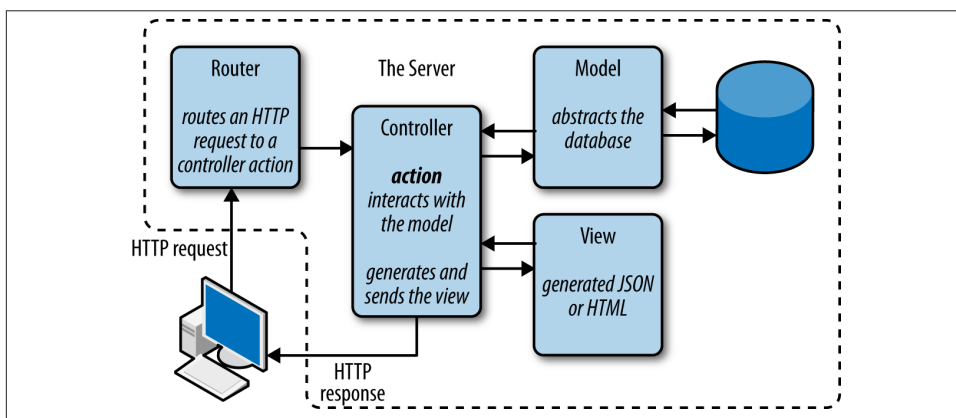 Router
routes an HTTP
request to a
controller action
The Server
Controller
action
interacts with
the model
generates and
sends the view
Model
abstracts the
database
View
generated JSON
or HTML
HTTP request
HTTP
response